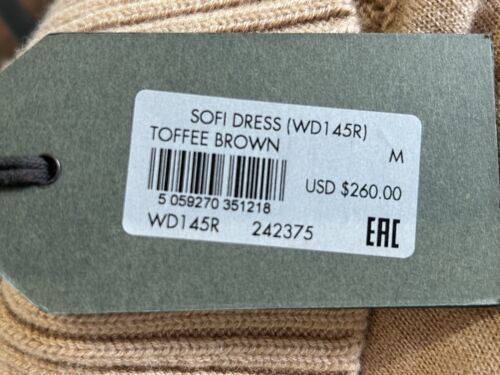 SOFI DRESS (WD145R)
TOFFEE BROWN
M
USD $260.00
5 059270 351218
WD145R 242375
EAC